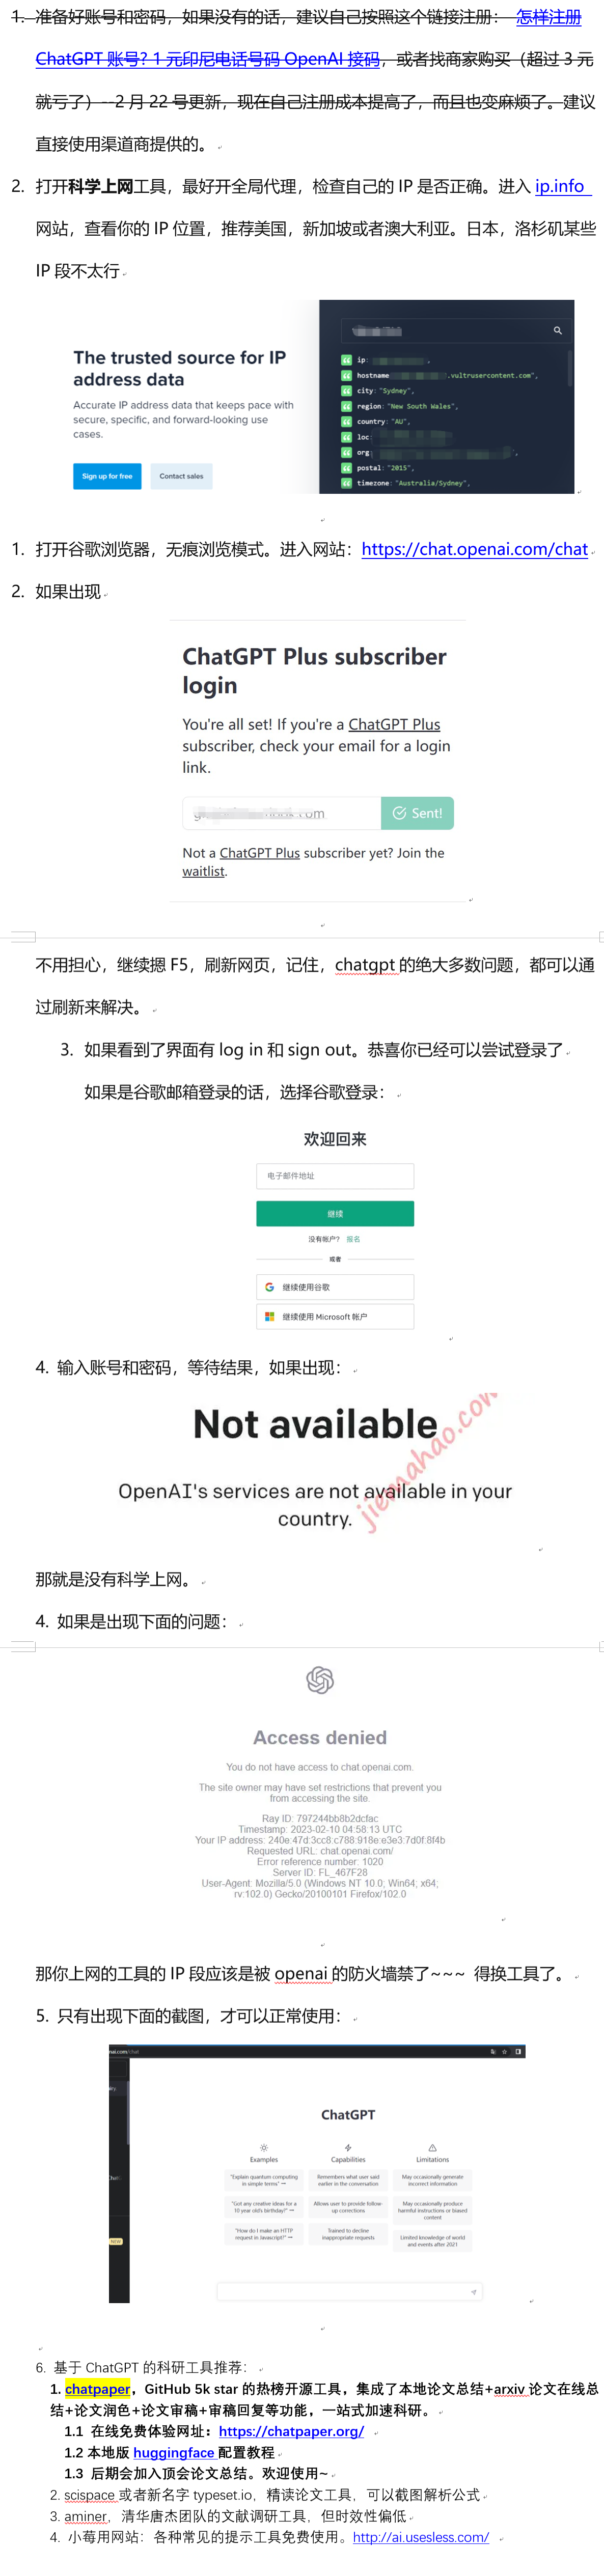 1. 准备好账号和密码，如果没有的话，建议自己按照这个链接注册： 怎样注册
ChatGPT 账号? 1 元印尼电话号码 OpenAI 接码，或者找商家购买（超过 3 元
就亏了）--2 月 22 号更新，现在自己注册成本提高了，而且也变麻烦了。建议
直接使用渠道商提供的。
2. 打开科学上网工具，最好开全局代理，检查自己的 IP 是否正确。进入 ip.info
网站，查看你的 IP 位置，推荐美国，新加坡或者澳大利亚。日本，洛杉矶某些
IP 段不太行
The trusted source for IP
address data
Accurate IP address data that keeps pace with
secure, specific, and forward-looking use
cases.
Sign up for free
Contact sales
ip:
hostname .vultrusercontent.com",
city: "Sydney",
region: "New South Wales",
country: "AU",
loc:
org:
postal: "2015",
timezone: "Australia/Sydney",
1. 打开谷歌浏览器，无痕浏览模式。进入网站：https://chat.openai.com/chat
2. 如果出现
ChatGPT Plus subscriber
login
You're all set! If you're a ChatGPT Plus
subscriber, check your email for a login
link.
Sent!
Not a ChatGPT Plus subscriber yet? Join the
waitlist.
不用担心，继续摁 F5，刷新网页，记住，chatgpt 的绝大多数问题，都可以通
过刷新来解决。
3. 如果看到了界面有 log in 和 sign out。恭喜你已经可以尝试登录了
如果是谷歌邮箱登录的话，选择谷歌登录：
欢迎回来
电子邮件地址
继续
没有帐户? 报名
或者
继续使用谷歌
继续使用 Microsoft 帐户
4. 输入账号和密码，等待结果，如果出现：
Not available
OpenAI's services are not available in your
country.
jiemahao.com
那就是没有科学上网。
4. 如果是出现下面的问题：
Access denied
You do not have access to chat.openai.com.
The site owner may have set restrictions that prevent you
from accessing the site.
Ray ID: 797244bb8b2dcfac
Timestamp: 2023-02-10 04:58:13 UTC
Your IP address: 240e:47d:3cc8:c788:918e:e3e3:7d0f:8f4b
Requested URL: chat.openai.com/
Error reference number: 1020
Server ID: FL_467F28
User-Agent: Mozilla/5.0 (Windows NT 10.0; Win64; x64;
rv:102.0) Gecko/20100101 Firefox/102.0
那你上网的工具的 IP 段应该是被 openai 的防火墙禁了~~~ 得换工具了。
5. 只有出现下面的截图，才可以正常使用：
ChatGPT
Examples
Capabilities
Limitations
"Explain quantum computing
in simple terms" →
Remembers what user said
earlier in the conversation
May occasionally generate
incorrect information
"Got any creative ideas for a
10 year old's birthday?" →
Allows user to provide follow-
up corrections
May occasionally produce
harmful instructions or biased
content
"How do I make an HTTP
request in Javascript?" →
Trained to decline
inappropriate requests
Limited knowledge of world
and events after 2021
NEW
6. 基于 ChatGPT 的科研工具推荐：
1. chatpaper，GitHub 5k star 的热榜开源工具，集成了本地论文总结+arxiv 论文在线总
结+论文润色+论文审稿+审稿回复等功能，一站式加速科研。
1.1 在线免费体验网址：https://chatpaper.org/
1.2 本地版 huggingface 配置教程
1.3 后期会加入顶会论文总结。欢迎使用~
2. scispace 或者新名字 typeset.io，精读论文工具，可以截图解析公式
3. aminer，清华唐杰团队的文献调研工具，但时效性偏低
4. 小莓用网站：各种常见的提示工具免费使用。http://ai.usesless.com/